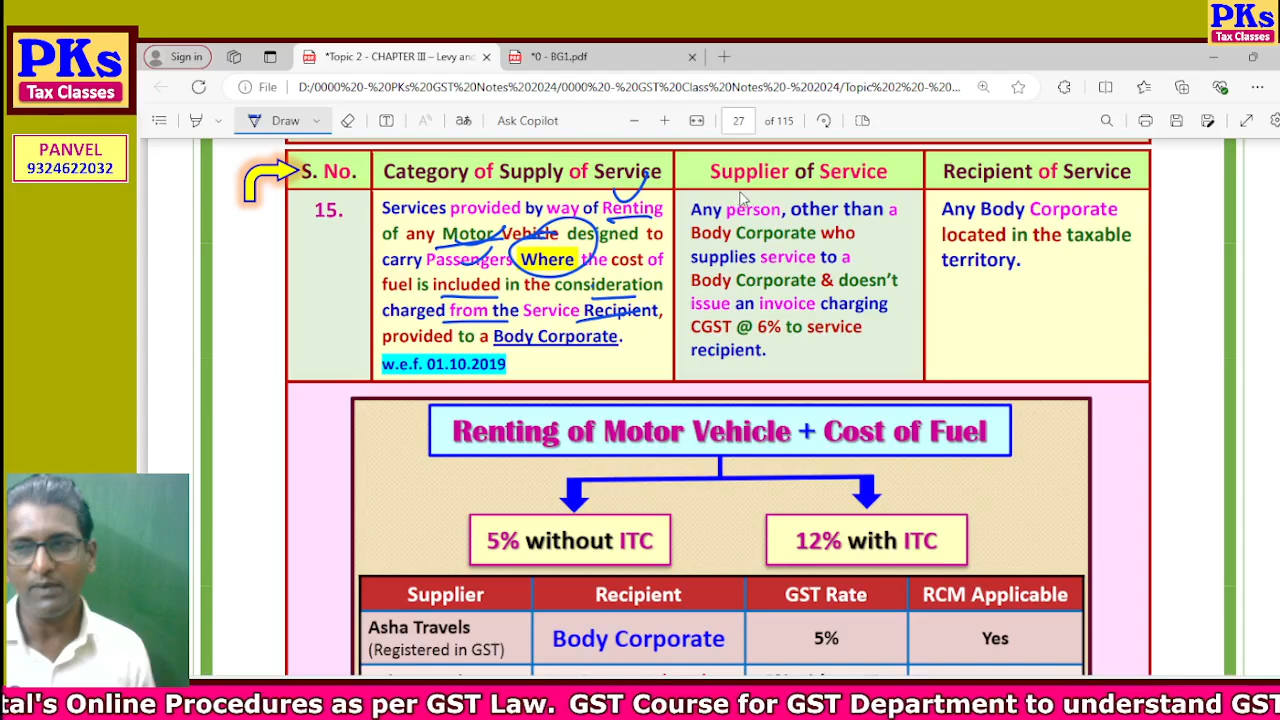 PKs
Tax Classes
PKs
Tax Classes
PANVEL
9324622032
Sign in
*Topic 2 - CHAPTER III – Levy and
*0 - BG1.pdf
File
D:/0000%20-%20PKs%20GST%20Notes%202024/0000%20-%20GST%20Class%20Notes%20-%202024/Topic%202%20-%20...
Draw
Ask Copilot
27 of 115
S. No.
Category of Supply of Service
Supplier of Service
Recipient of Service
15.
Services provided by way of Renting
of any Motor Vehicle designed to
carry Passengers Where the cost of
fuel is included in the consideration
charged from the Service Recipient,
provided to a Body Corporate.
w.e.f. 01.10.2019
Any person, other than a
Body Corporate who
supplies service to a
Body Corporate & doesn't
issue an invoice charging
CGST @ 6% to service
recipient.
Any Body Corporate
located in the taxable
territory.
Renting of Motor Vehicle + Cost of Fuel
5% without ITC
12% with ITC
Supplier
Recipient
GST Rate
RCM Applicable
Asha Travels
(Registered in GST)
Body Corporate
5%
Yes
tal's Online Procedures as per GST Law. GST Course for GST Department to understand GST